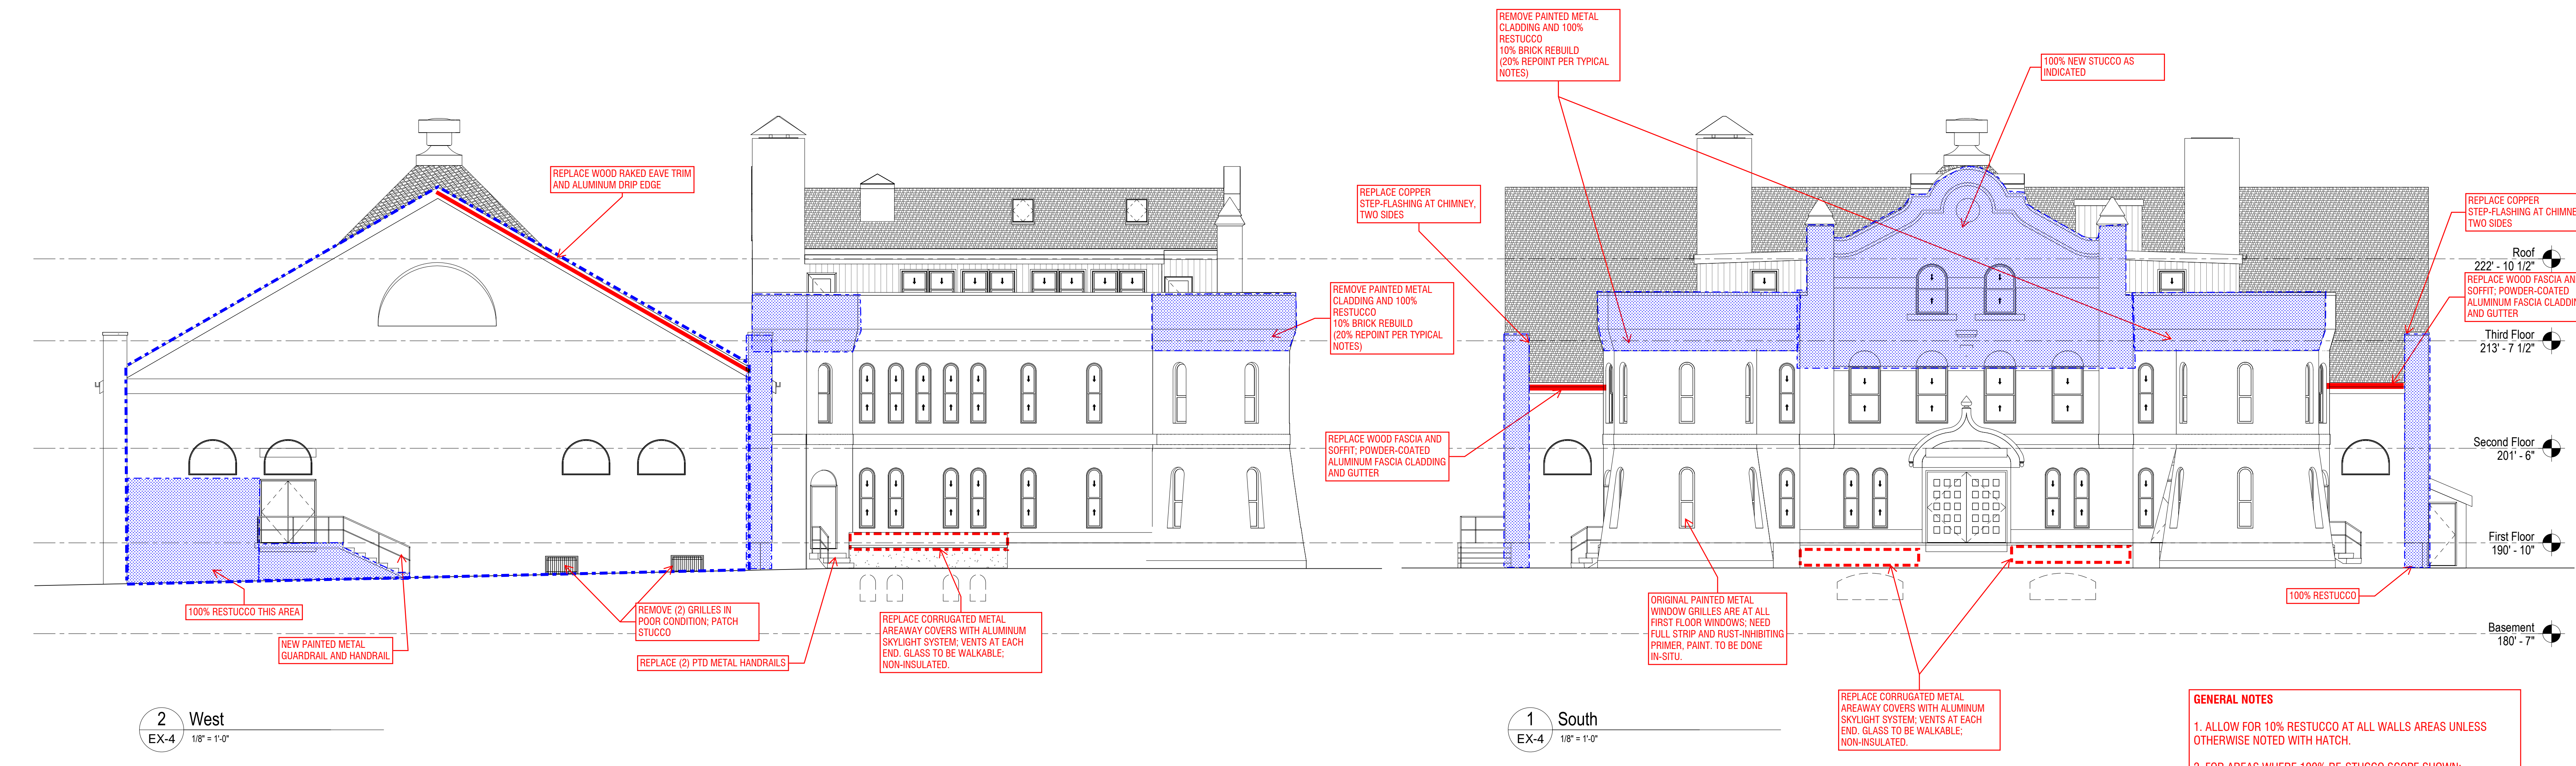 REMOVE PAINTED METAL
CLADDING AND 100%
RESTUCCO
10% BRICK REBUILD
(20% REPOINT PER TYPICAL
NOTES)
100% NEW STUCCO AS
INDICATED
REPLACE WOOD RAKED EAVE TRIM
AND ALUMINUM DRIP EDGE
REPLACE COPPER
STEP-FLASHING AT CHIMNEY,
TWO SIDES
REPLACE COPPER
STEP-FLASHING AT CHIMNE
TWO SIDES
Roof
222' - 10 1/2"
REPLACE WOOD FASCIA AN
SOFFIT; POWDER-COATED
ALUMINUM FASCIA CLADDIN
AND GUTTER
REMOVE PAINTED METAL
CLADDING AND 100%
RESTUCCO
10% BRICK REBUILD
(20% REPOINT PER TYPICAL
NOTES)
Third Floor
213' - 7 1/2"
REPLACE WOOD FASCIA AND
SOFFIT; POWDER-COATED
ALUMINUM FASCIA CLADDING
AND GUTTER
Second Floor
201' - 6"
First Floor
190' - 10"
100% RESTUCCO THIS AREA
NEW PAINTED METAL
GUARDRAIL AND HANDRAIL
REMOVE (2) GRILLES IN
POOR CONDITION; PATCH
STUCCO
REPLACE (2) PTD METAL HANDRAILS
REPLACE CORRUGATED METAL
AREAWAY COVERS WITH ALUMINUM
SKYLIGHT SYSTEM; VENTS AT EACH
END. GLASS TO BE WALKABLE;
NON-INSULATED.
ORIGINAL PAINTED METAL
WINDOW GRILLES ARE AT ALL
FIRST FLOOR WINDOWS; NEED
FULL STRIP AND RUST-INHIBITING
PRIMER, PAINT. TO BE DONE
IN-SITU.
100% RESTUCCO
Basement
180' - 7"
REPLACE CORRUGATED METAL
AREAWAY COVERS WITH ALUMINUM
SKYLIGHT SYSTEM; VENTS AT EACH
END. GLASS TO BE WALKABLE;
NON-INSULATED.
2 West
EX-4 1/8" = 1'-0"
1 South
EX-4 1/8" = 1'-0"
GENERAL NOTES
1. ALLOW FOR 10% RESTUCCO AT ALL WALLS AREAS UNLESS
OTHERWISE NOTED WITH HATCH.
2. FOR AREAS WHERE 100% RE-STUCCO SCOPE SHOWN: